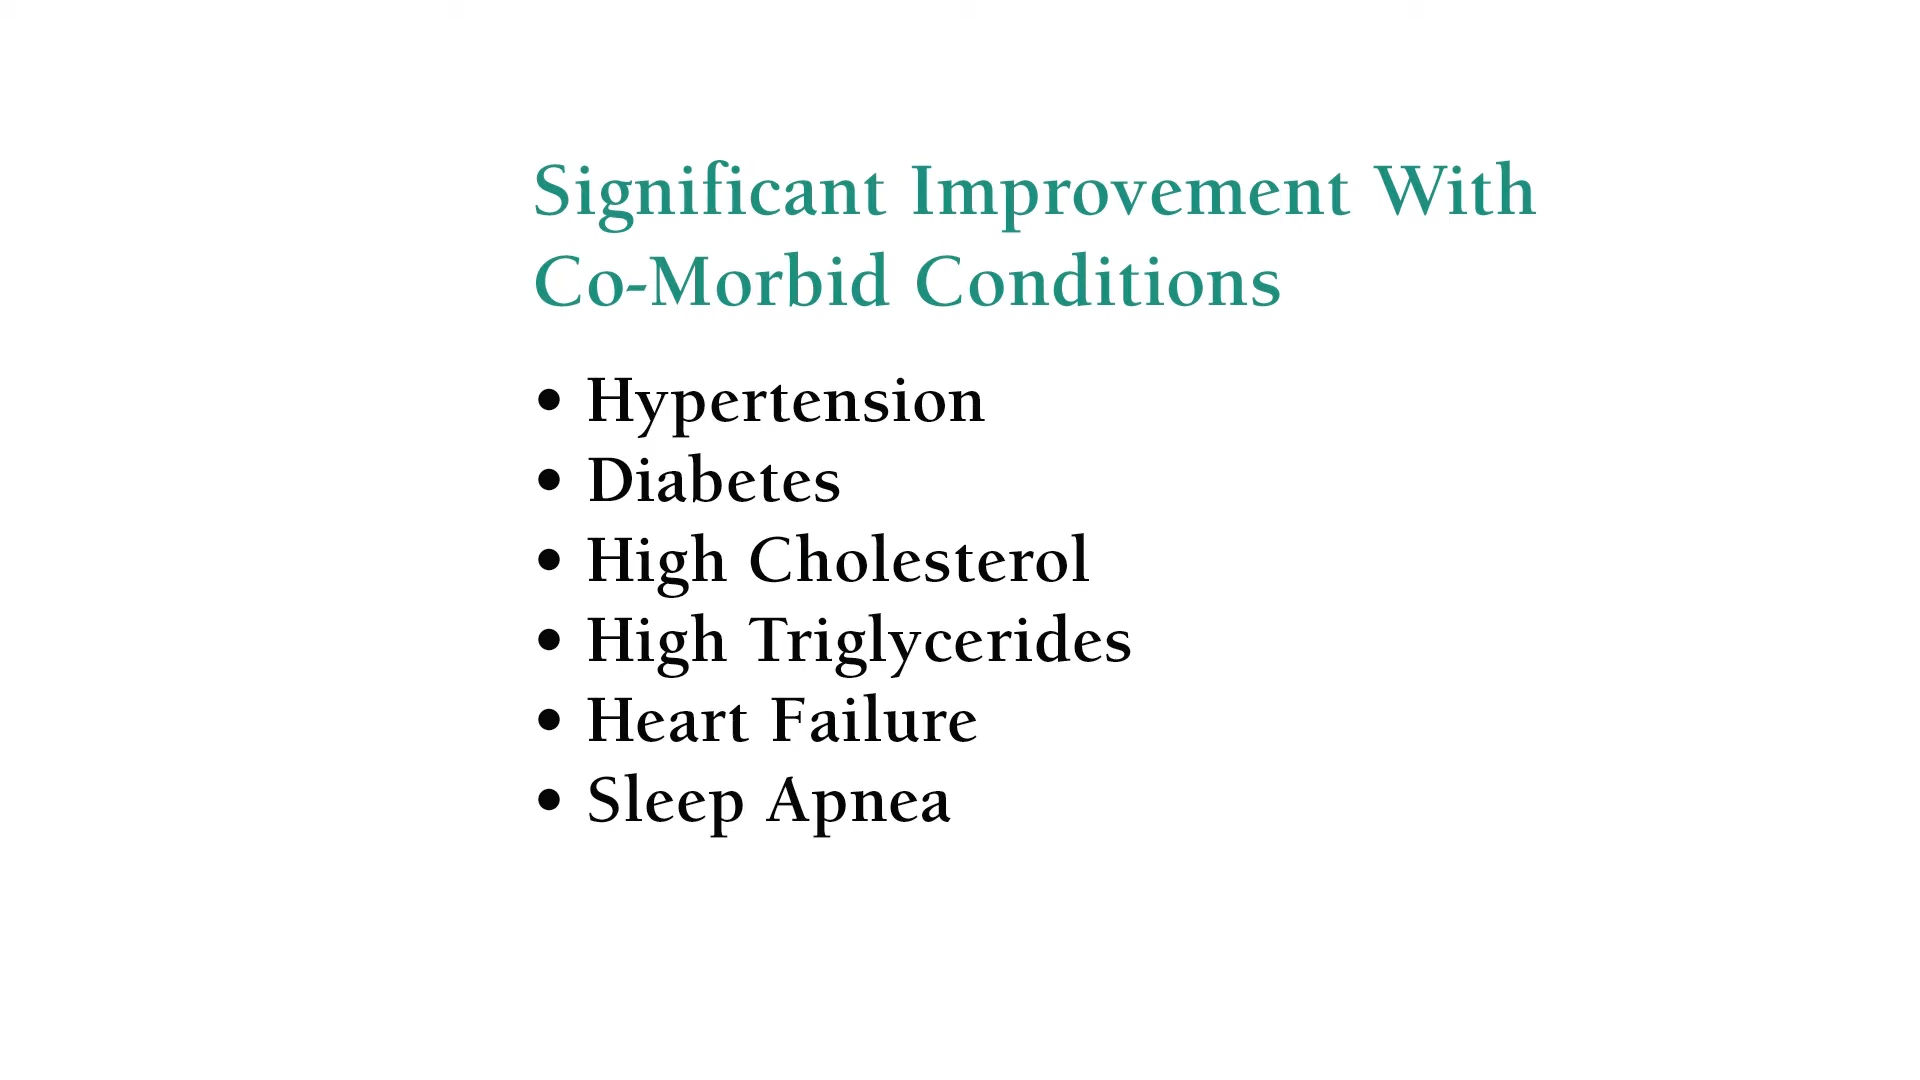 Significant Improvement With
Co-Morbid Conditions
• Hypertension
• Diabetes
• High Cholesterol
• High Triglycerides
• Heart Failure
• Sleep Apnea